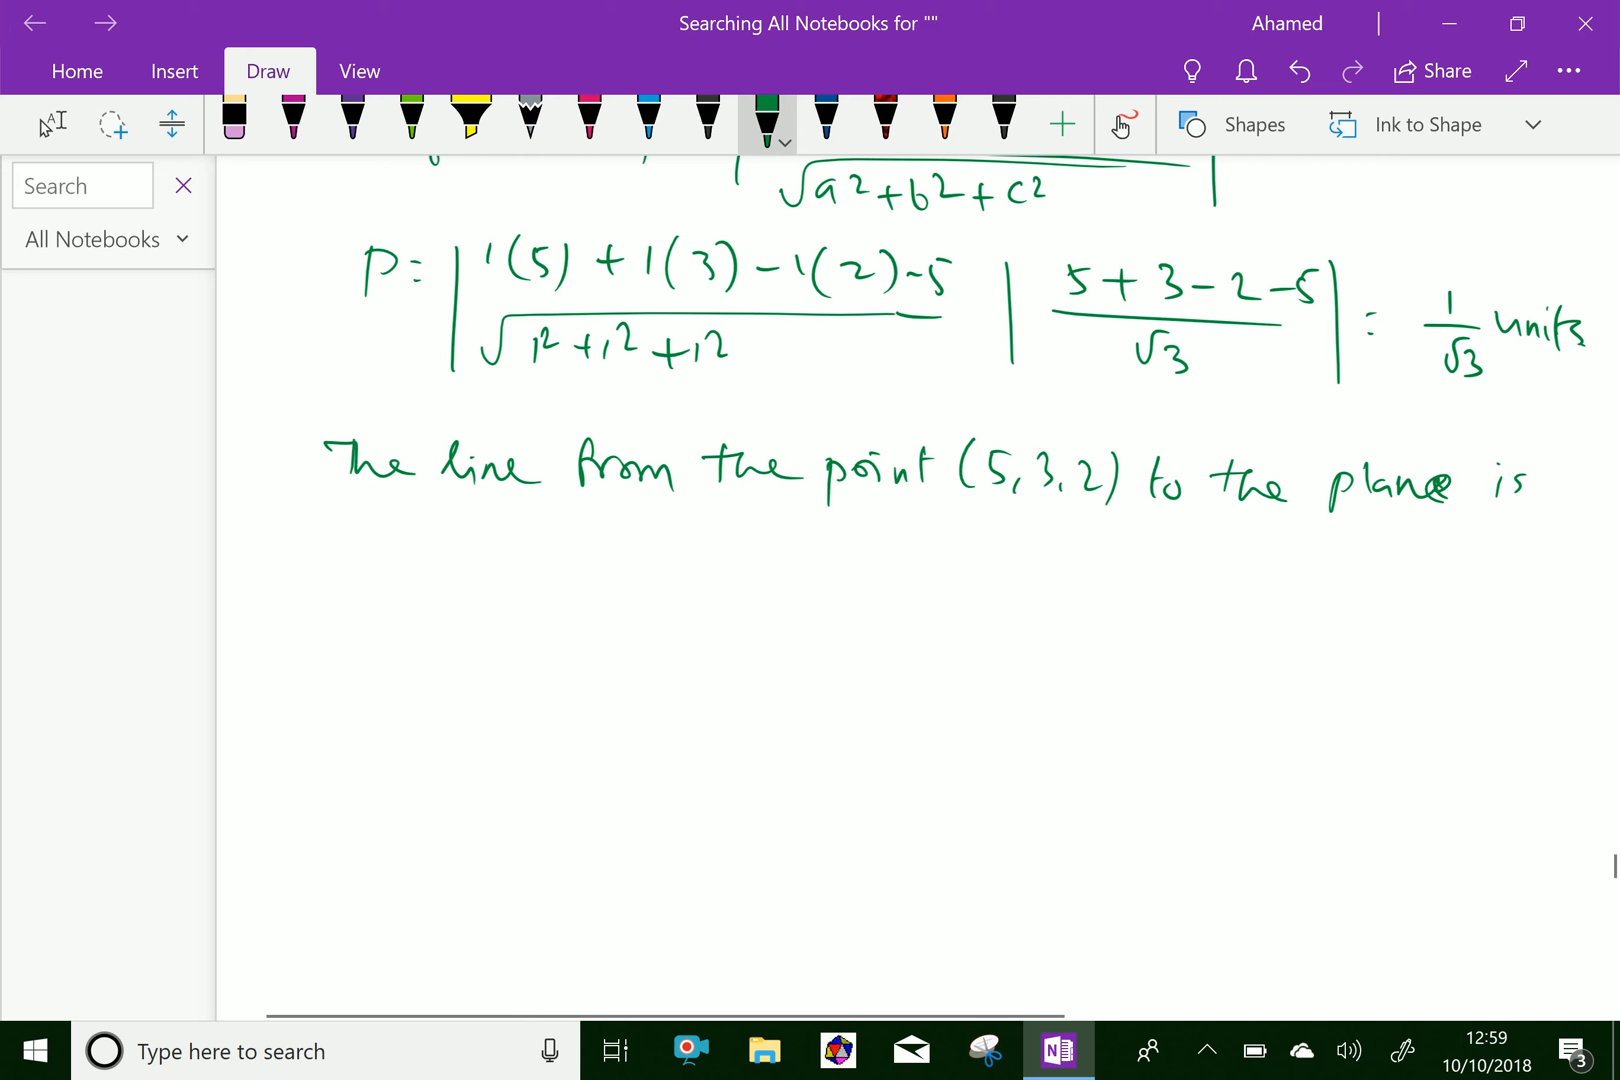 Searching All Notebooks for ""
Ahamed
Home Insert Draw View
Share
Shapes
Ink to Shape
Search
All Notebooks
√a²+b²+c²
P= | 1(5) + 1(3) - 1(2) - 5 | 5 + 3 - 2 - 5 | = 1 units
√1²+1²+1² √3 √3
The line from the point (5,3,2) to the plane is
Type here to search
12:59
10/10/2018
3